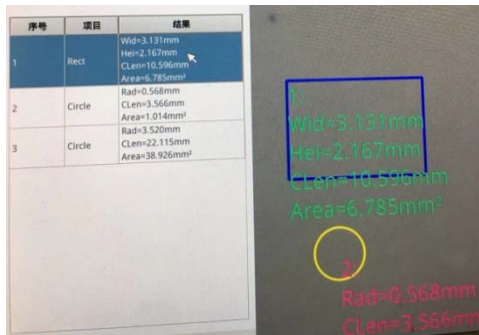 序号 项目 结果
1 Rect Wid=3.131mm
Hei=2.167mm
CLen=10.596mm
Area=6.785mm²
2 Circle Rad=0.568mm
CLen=3.566mm
Area=1.014mm²
3 Circle Rad=3.520mm
CLen=22.115mm
Area=38.926mm²
1:
Wid=3.131mm
Hei=2.167mm
CLen=10.596mm
Area=6.785mm²
2:
Rad=0.568mm
CLen=3.566mm